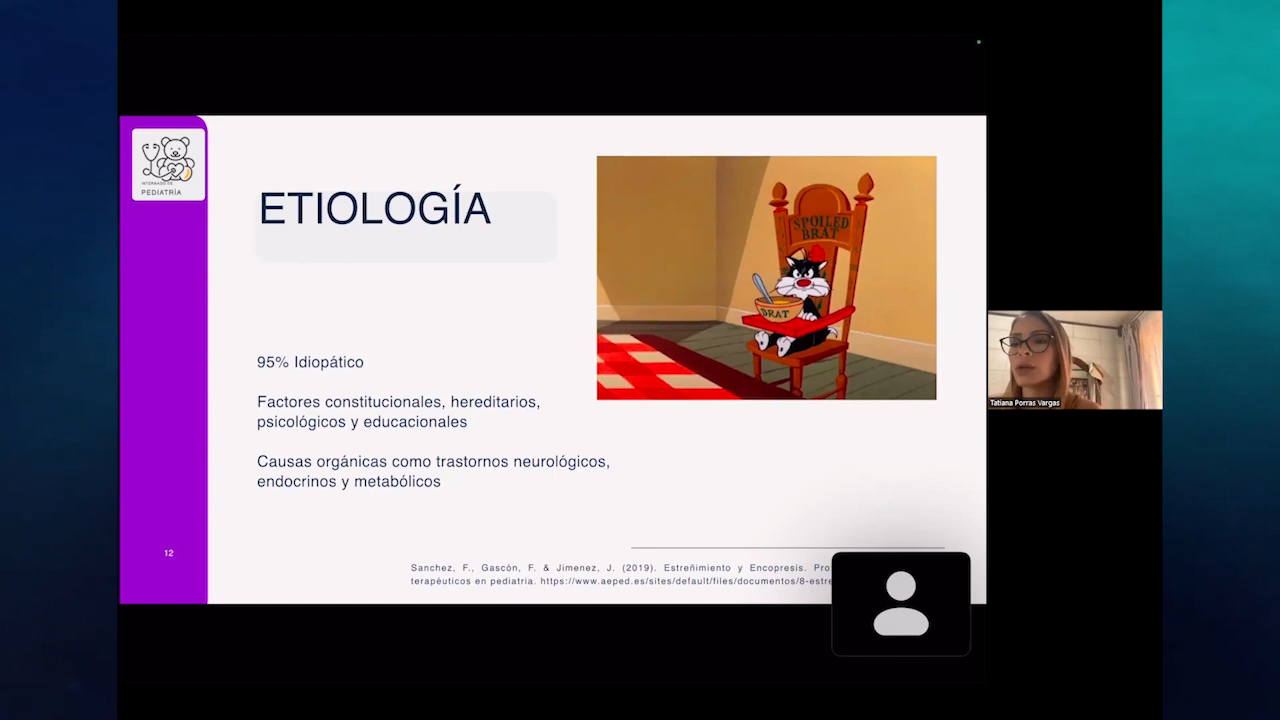 INTERNADO DE
PEDIATRÍA
ETIOLOGÍA
SPOILED
BRAT
BRAT
95% Idiopático
Factores constitucionales, hereditarios,
psicológicos y educacionales
Causas orgánicas como trastornos neurológicos,
endocrinos y metabólicos
Tatiana Porras Vargas
12
Sanchez, F., Gascón, F. & Jimenez, J. (2019). Estreñimiento y Encopresis.
terapéuticos en pediatria. https://www.aeped.es/sites/default/files/documentos/8-estre